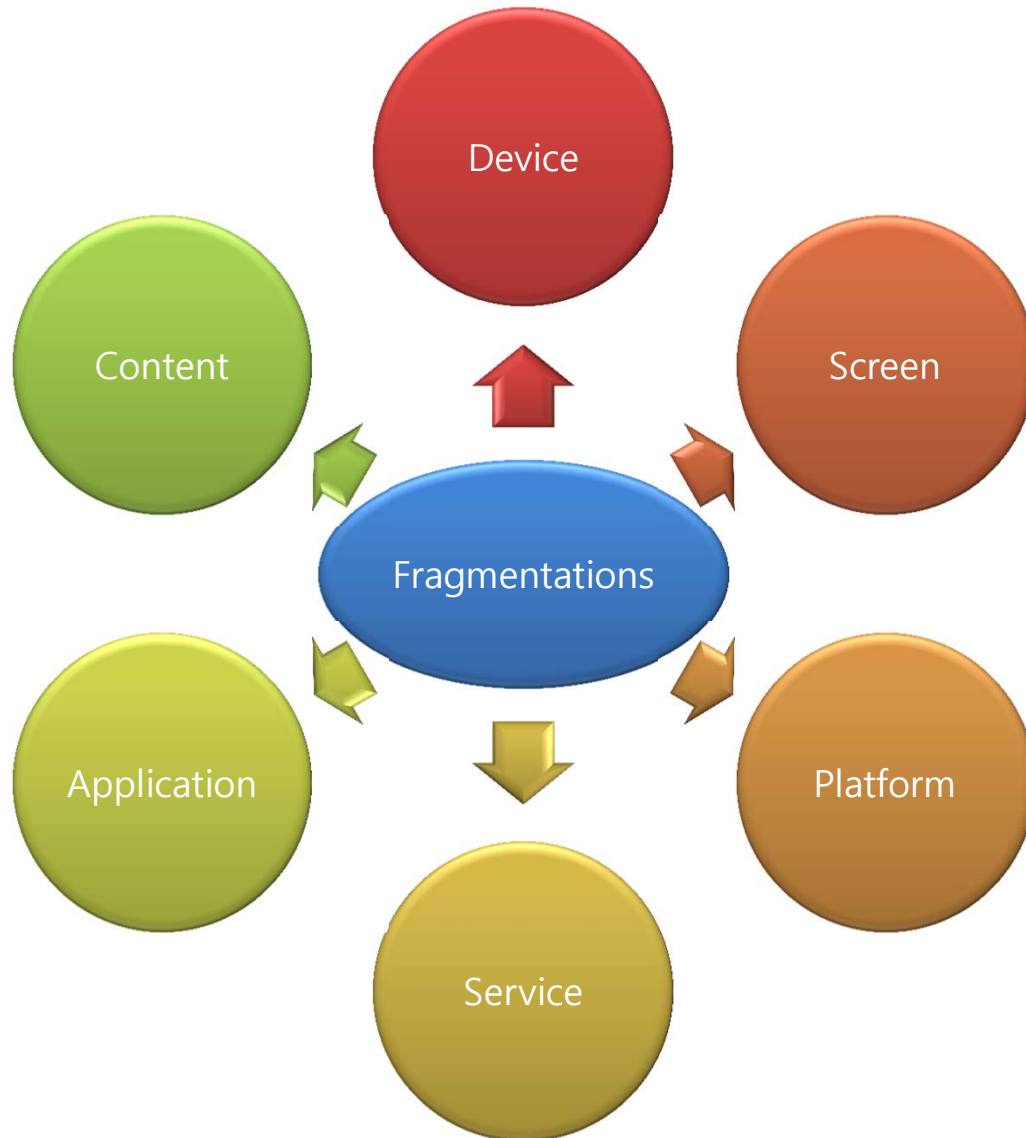 Device
Content
Screen
Fragmentations
Application
Platform
Service